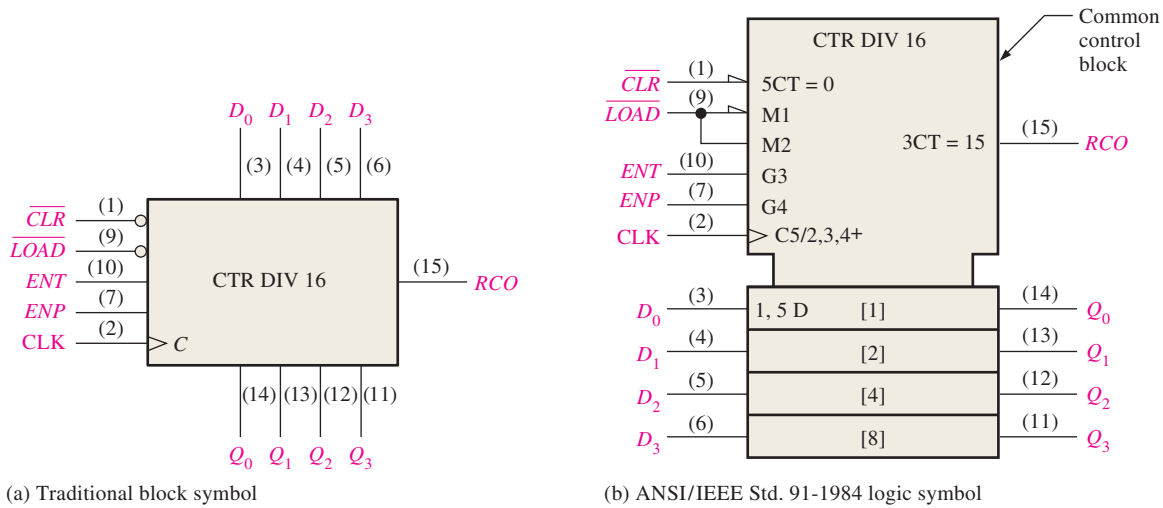 D0 D1 D2 D3
(3) (4) (5) (6)
(1)
C̅L̅R̅
(9)
L̅O̅A̅D̅
(10)
ENT
CTR DIV 16
(15)
RCO
(7)
ENP
(2)
CLK
C
(14) (13) (12) (11)
Q0 Q1 Q2 Q3
(a) Traditional block symbol
Common
control
block
CTR DIV 16
(1)
C̅L̅R̅
5CT = 0
(9)
L̅O̅A̅D̅
M1
M2
3CT = 15
(15)
RCO
(10)
ENT
G3
(7)
ENP
G4
(2)
CLK
C5/2,3,4+
(3)
D0
1, 5 D
[1]
(14)
Q0
(4)
D1
[2]
(13)
Q1
(5)
D2
[4]
(12)
Q2
(6)
D3
[8]
(11)
Q3
(b) ANSI/IEEE Std. 91-1984 logic symbol